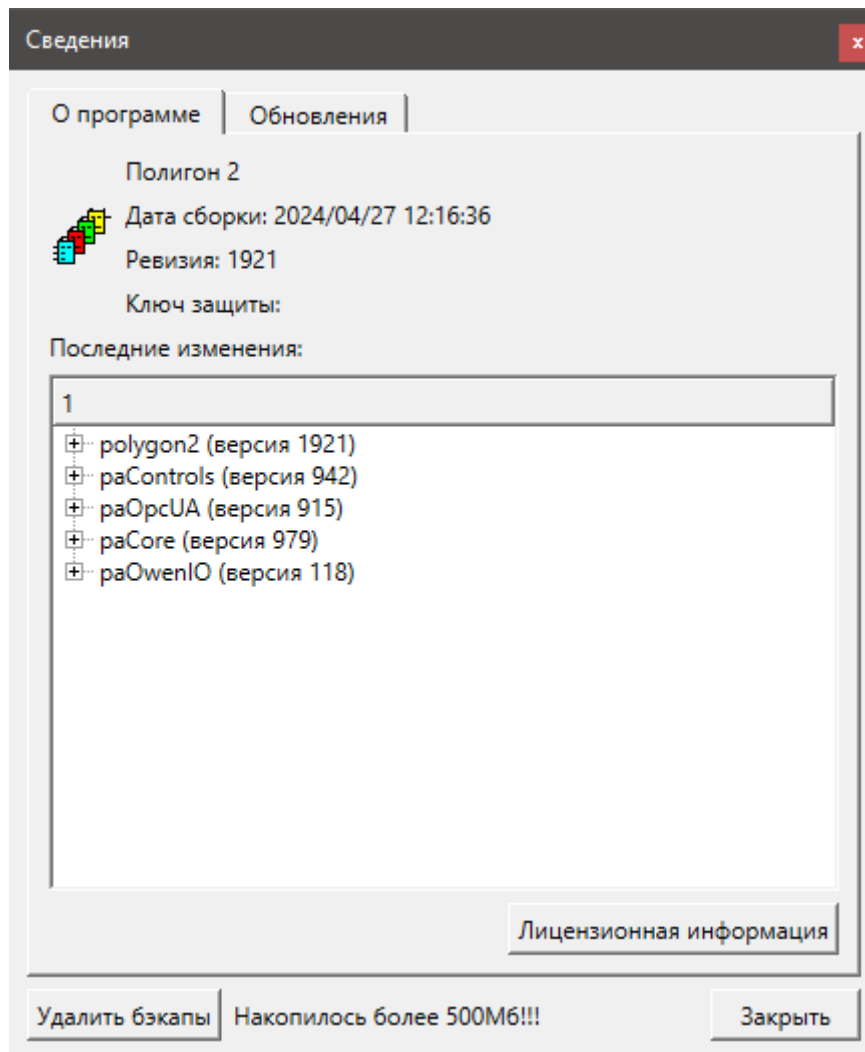 Сведения
x
О программе
Обновления
Полигон 2
Дата сборки: 2024/04/27 12:16:36
Ревизия: 1921
Ключ защиты:
Последние изменения:
1
polygon2 (версия 1921)
paControls (версия 942)
paOpcUA (версия 915)
paCore (версия 979)
paOwenIO (версия 118)
Лицензионная информация
Удалить бэкапы
Накопилось более 500Мб!!!
Закрыть